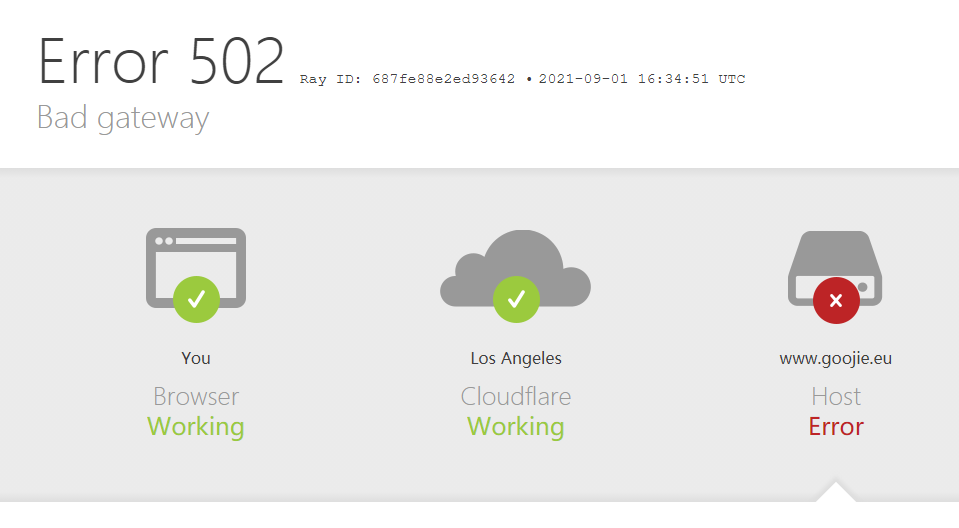 Error 502 Ray ID: 687fe88e2ed93642 • 2021-09-01 16:34:51 UTC
Bad gateway
You
Browser
Working
Los Angeles
Cloudflare
Working
www.goojie.eu
Host
Error